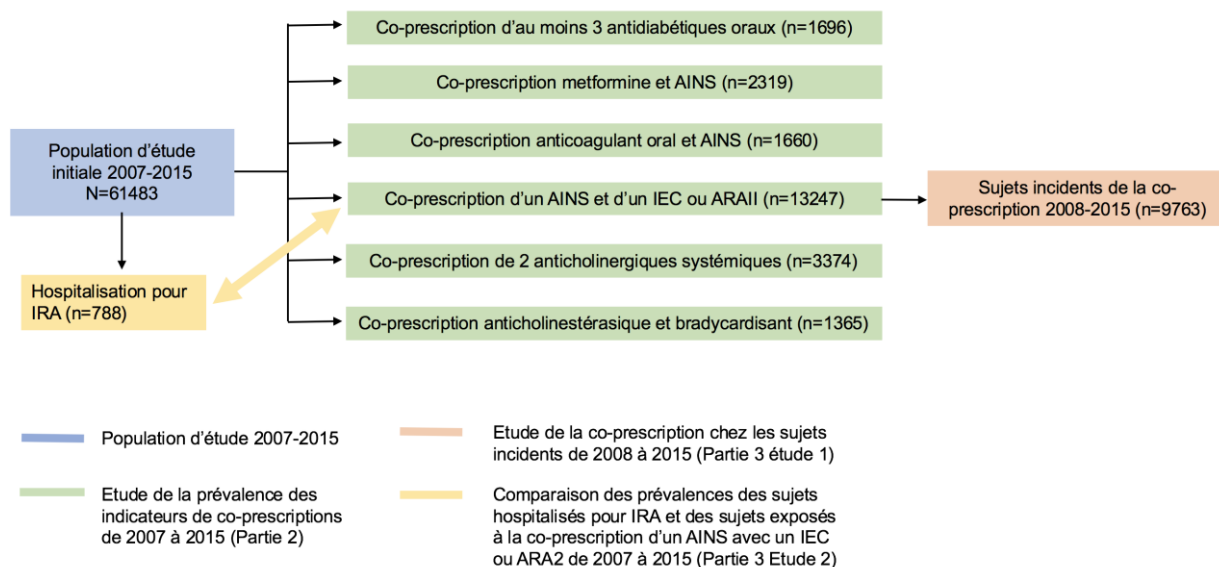 Co-prescription d'au moins 3 antidiabétiques oraux (n=1696)
Co-prescription metformine et AINS (n=2319)
Co-prescription anticoagulant oral et AINS (n=1660)
Population d'étude
initiale 2007-2015
N=61483
Co-prescription d'un AINS et d'un IEC ou ARAII (n=13247)
Sujets incidents de la co-
prescription 2008-2015 (n=9763)
Co-prescription de 2 anticholinergiques systémiques (n=3374)
Hospitalisation pour
IRA (n=788)
Co-prescription anticholinestérasique et bradycardisant (n=1365)
Population d'étude 2007-2015
Etude de la co-prescription chez les sujets
incidents de 2008 à 2015 (Partie 3 étude 1)
Etude de la prévalence des
indicateurs de co-prescriptions
de 2007 à 2015 (Partie 2)
Comparaison des prévalences des sujets
hospitalisés pour IRA et des sujets exposés
à la co-prescription d'un AINS avec un IEC
ou ARA2 de 2007 à 2015 (Partie 3 Etude 2)